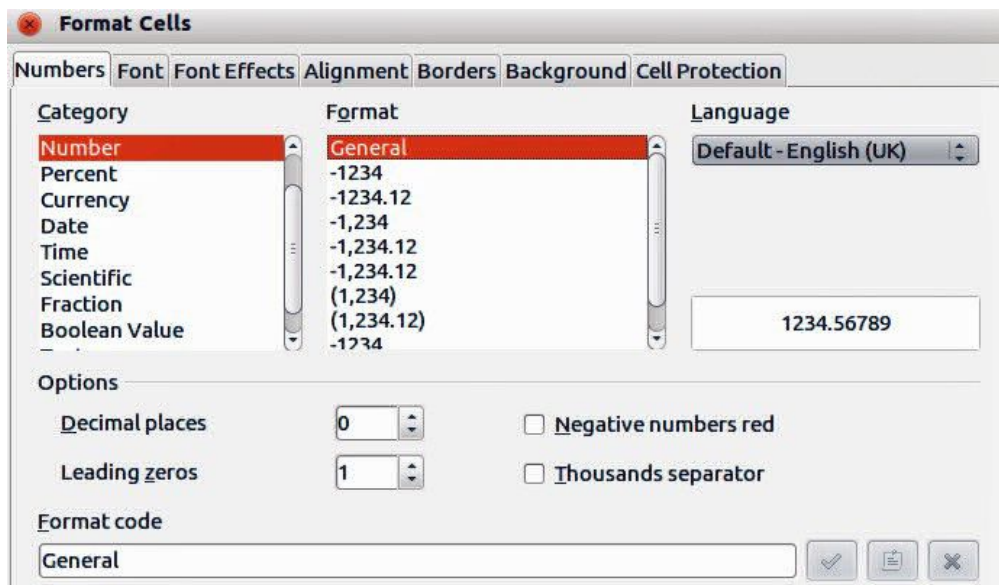 Format Cells
Numbers Font Font Effects Alignment Borders Background Cell Protection
Category
Number
Percent
Currency
Date
Time
Scientific
Fraction
Boolean Value
Format
General
-1234
-1234.12
-1,234
-1,234.12
-1,234.12
(1,234)
(1,234.12)
-1234
Language
Default - English (UK)
1234.56789
Options
Decimal places 0 Negative numbers red
Leading zeros 1 Thousands separator
Format code
General